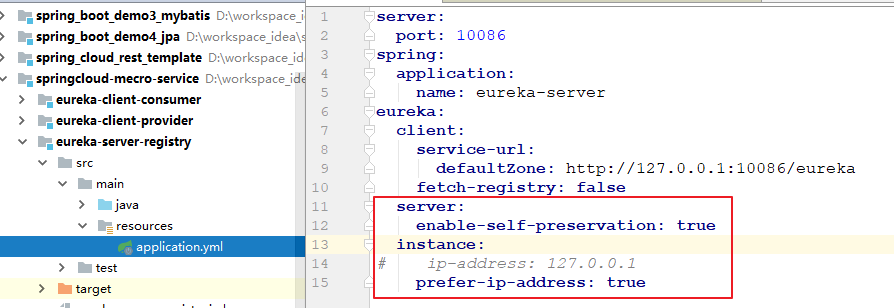 spring_boot_demo3_mybatis D:\workspace_i
spring_boot_demo4_jpa D:\workspace_idea\s
spring_cloud_rest_template D:\workspace_i
springcloud-mecro-service D:\workspace_id
eureka-client-consumer
eureka-client-provider
eureka-server-registry
src
main
java
resources
application.yml
test
target
1 server:
2 port: 10086
3 spring:
4 application:
5 name: eureka-server
6 eureka:
7 client:
8 service-url:
9 defaultZone: http://127.0.0.1:10086/eureka
10 fetch-registry: false
11 server:
12 enable-self-preservation: true
13 instance:
14 # ip-address: 127.0.0.1
15 prefer-ip-address: true